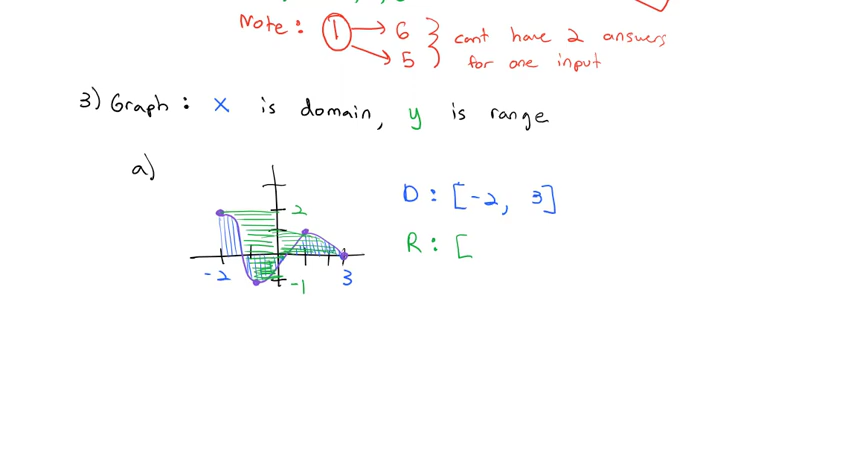 Note: 1 → 6 } cant have 2 answers
→ 5 } for one input
3) Graph: x is domain, y is range
a)
2
D: [-2, 3]
R: [
-2
-1
3